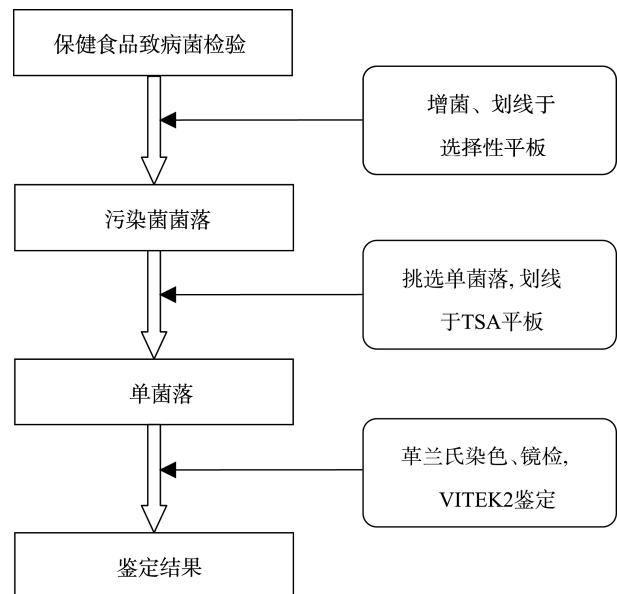 保健食品致病菌检验
增菌、划线于
选择性平板
污染菌菌落
挑选单菌落, 划线
于TSA平板
单菌落
革兰氏染色、镜检,
VITEK2鉴定
鉴定结果